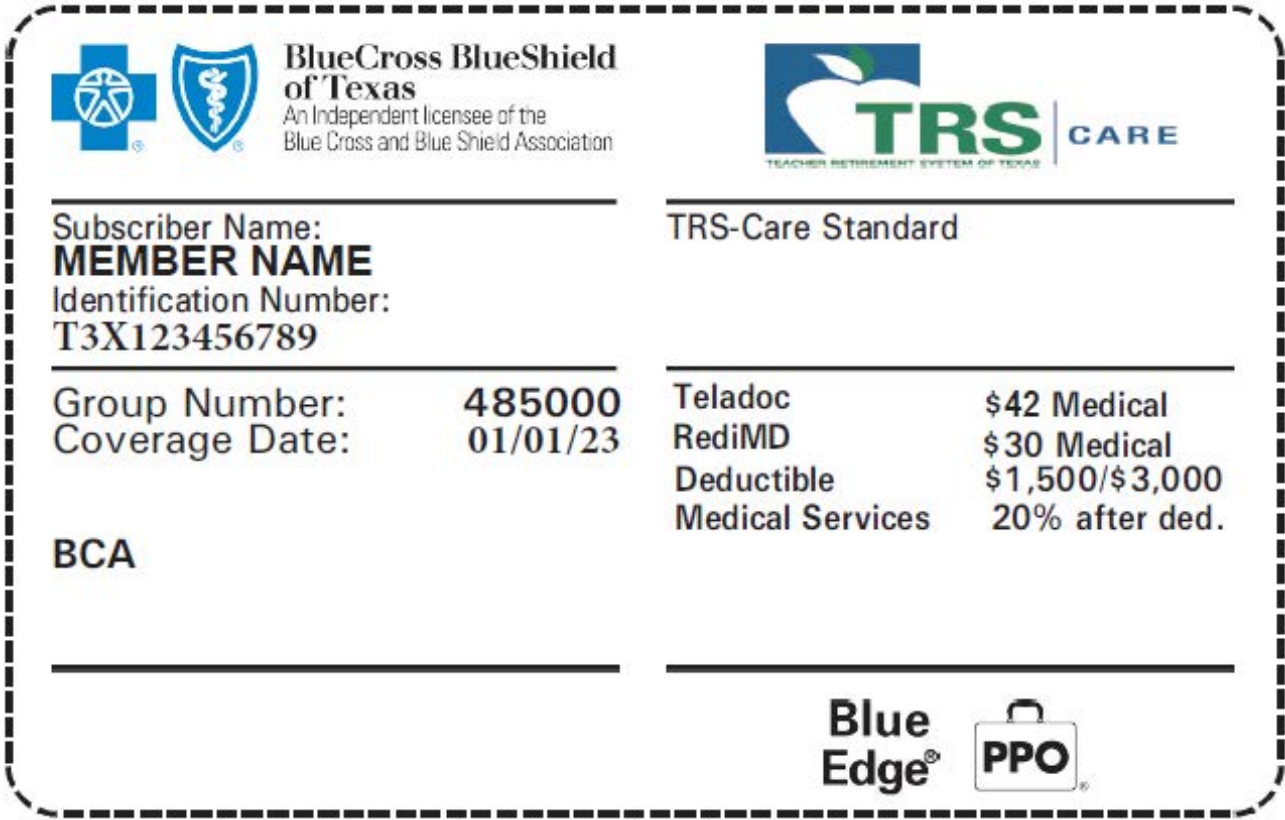 BlueCross BlueShield
of Texas
An Independent licensee of the
Blue Cross and Blue Shield Association
TRS CARE
TEACHER RETIREMENT SYSTEM OF TEXAS
Subscriber Name:
MEMBER NAME
Identification Number:
T3X123456789
TRS-Care Standard
Group Number: 485000
Coverage Date: 01/01/23
BCA
Teladoc $42 Medical
RediMD $30 Medical
Deductible $1,500/$3,000
Medical Services 20% after ded.
Blue
Edge®
PPO®